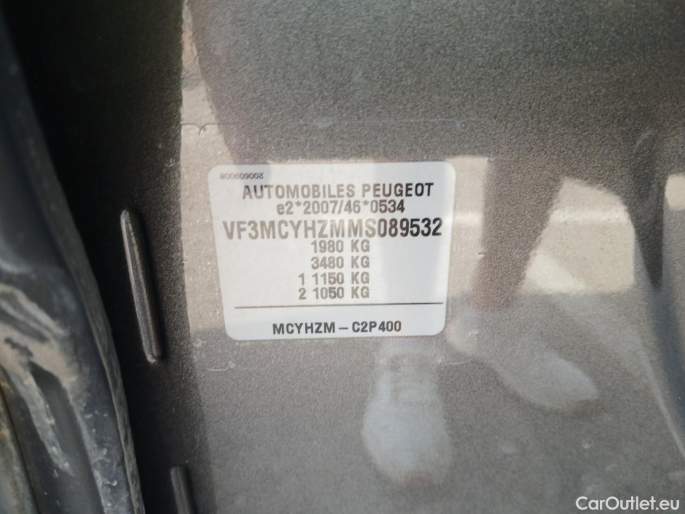 AUTOMOBILES PEUGEOT
e2*2007/46*0534
VF3MCYHZMMS089532
1980 KG
3480 KG
1 1150 KG
2 1050 KG
MCYHZM - C2P400
CarOutlet.eu